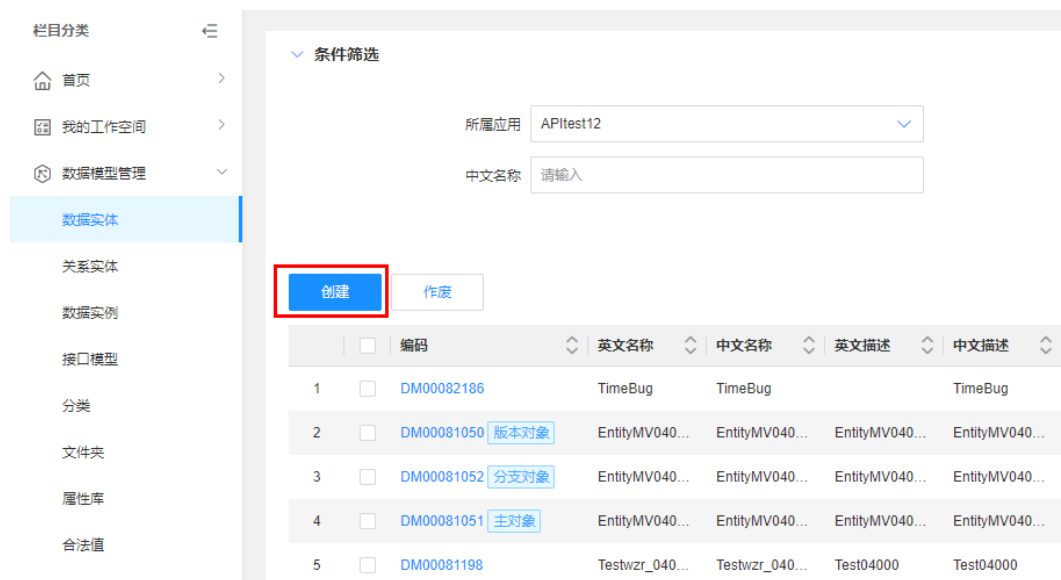 栏目分类
首页
我的工作空间
数据模型管理
数据实体
关系实体
数据实例
接口模型
分类
文件夹
属性库
合法值
条件筛选
所属应用 APItest12
中文名称 请输入
创建 作废
编码 英文名称 中文名称 英文描述 中文描述
1 DM00082186 TimeBug TimeBug TimeBug
2 DM00081050 版本对象 EntityMV040... EntityMV040... EntityMV040... EntityMV040...
3 DM00081052 分支对象 EntityMV040... EntityMV040... EntityMV040... EntityMV040...
4 DM00081051 主对象 EntityMV040... EntityMV040... EntityMV040... EntityMV040...
5 DM00081198 Testwzr_040... Testwzr_040... Test04000 Test04000